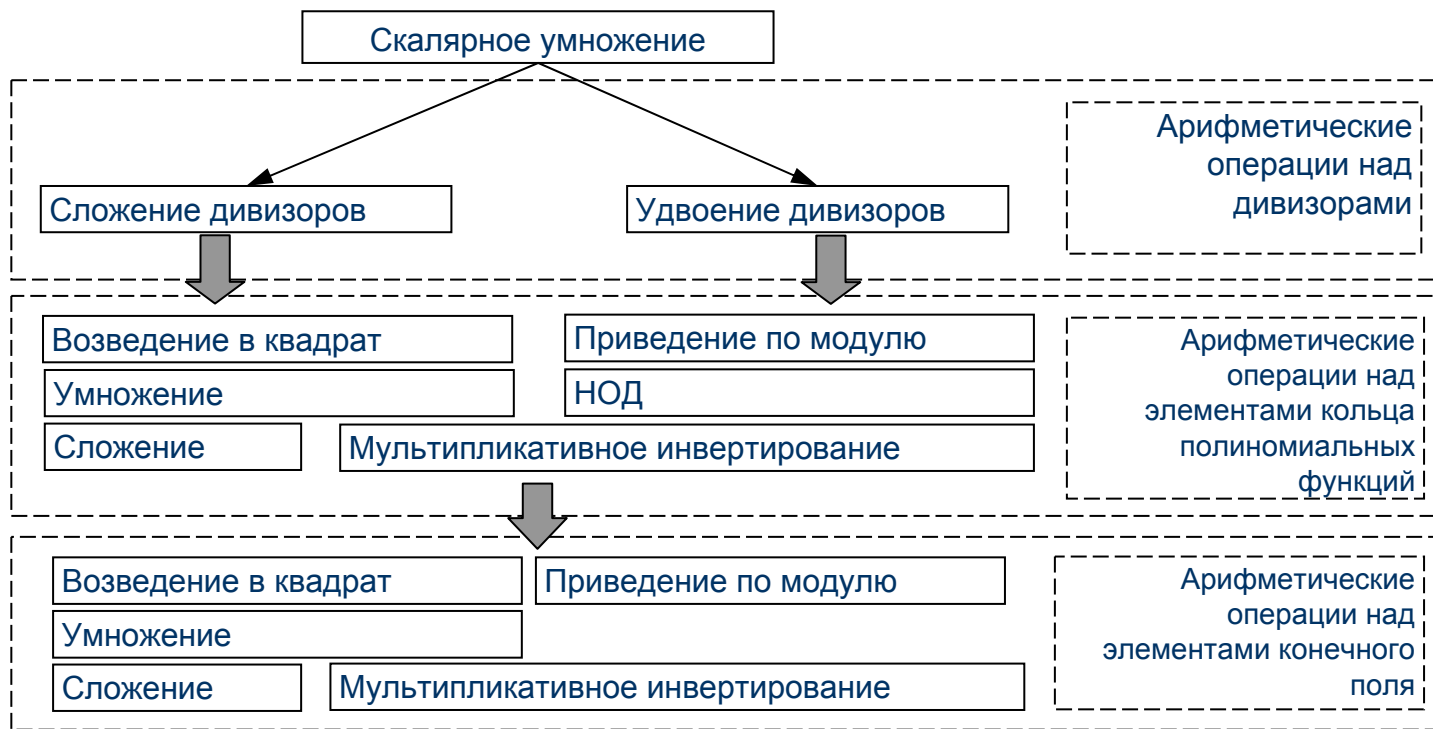 Скалярное умножение
Арифметические
операции над
дивизорами
Сложение дивизоров
Удвоение дивизоров
Возведение в квадрат
Приведение по модулю
Умножение
НОД
Сложение
Мультипликативное инвертирование
Арифметические
операции над
элементами кольца
полиномиальных
функций
Возведение в квадрат
Приведение по модулю
Умножение
Сложение
Мультипликативное инвертирование
Арифметические
операции над
элементами конечного
поля